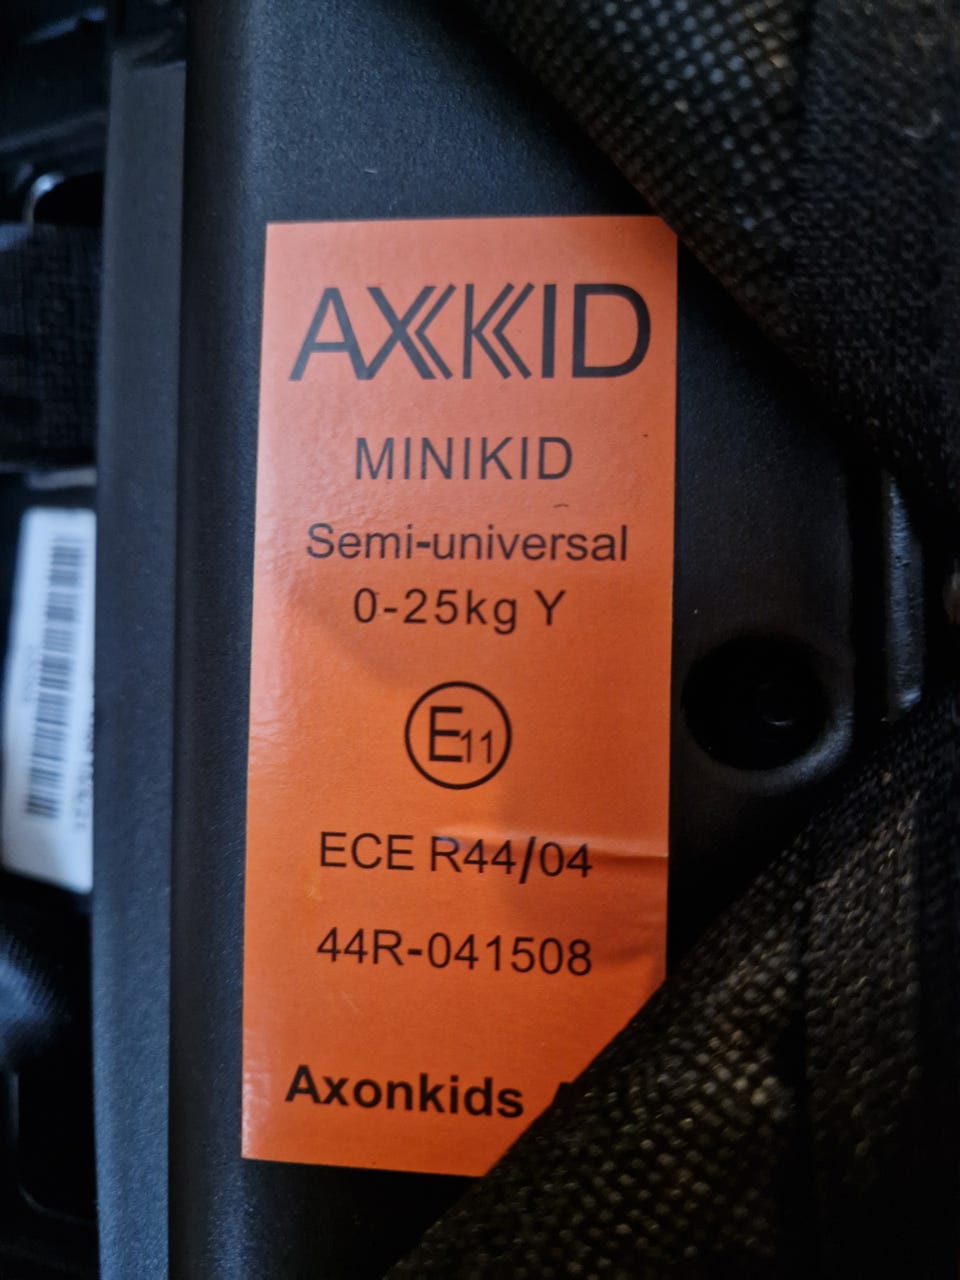 AXKID
MINIKID
Semi-universal
0-25kg Y
E11
ECE R44/04
44R-041508
Axonkids